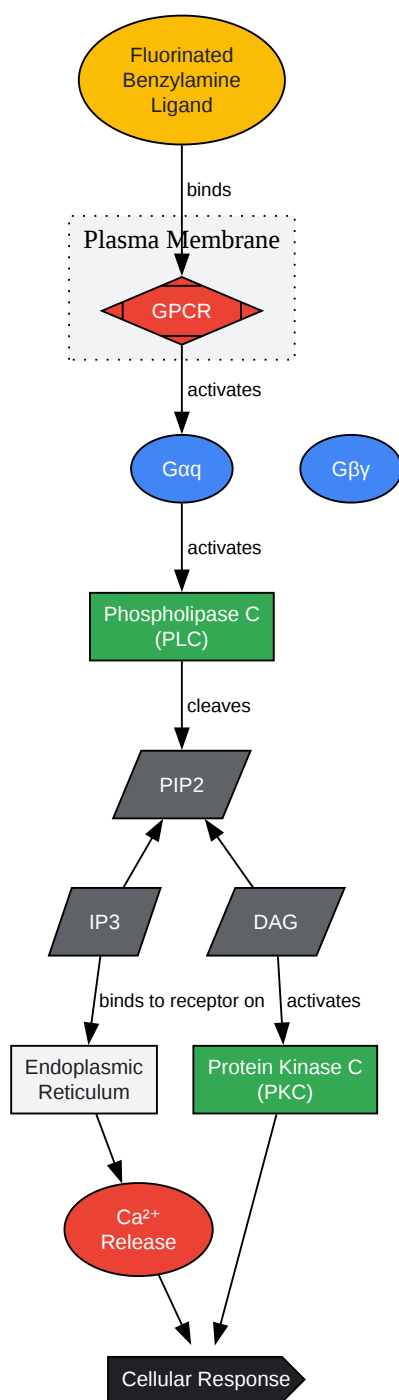 Fluorinated
Benzylamine
Ligand
binds
Plasma Membrane
GPCR
activates
Gαq
Gβγ
activates
Phospholipase C
(PLC)
cleaves
PIP2
IP3
DAG
binds to receptor on
activates
Endoplasmic
Reticulum
Protein Kinase C
(PKC)
Ca²⁺
Release
Cellular Response